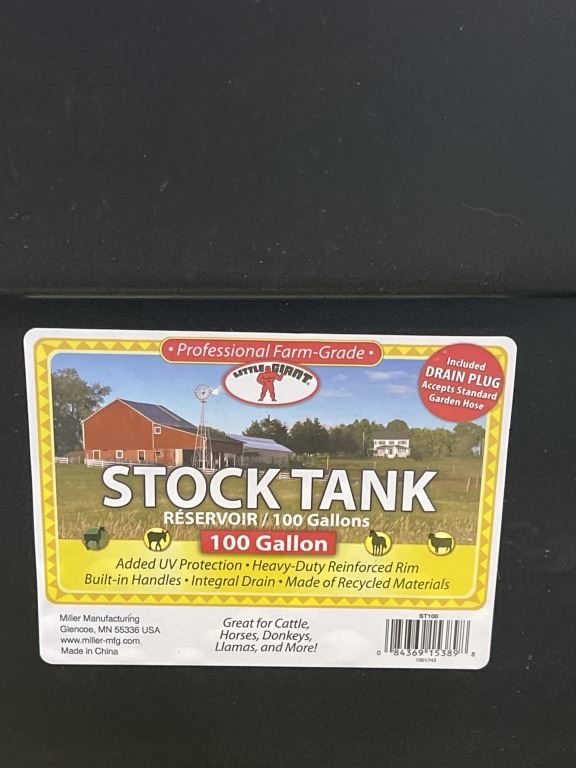 • Professional Farm-Grade •
LITTLE GIANT.
Included
DRAIN PLUG
Accepts Standard
Garden Hose
STOCK TANK
RÉSERVOIR / 100 Gallons
100 Gallon
Added UV Protection • Heavy-Duty Reinforced Rim
Built-in Handles • Integral Drain • Made of Recycled Materials
Miller Manufacturing
Glencoe, MN 55336 USA
www.miller-mfg.com
Made in China
Great for Cattle,
Horses, Donkeys,
Llamas, and More!
ST100
0 84369 15389 8
1001743